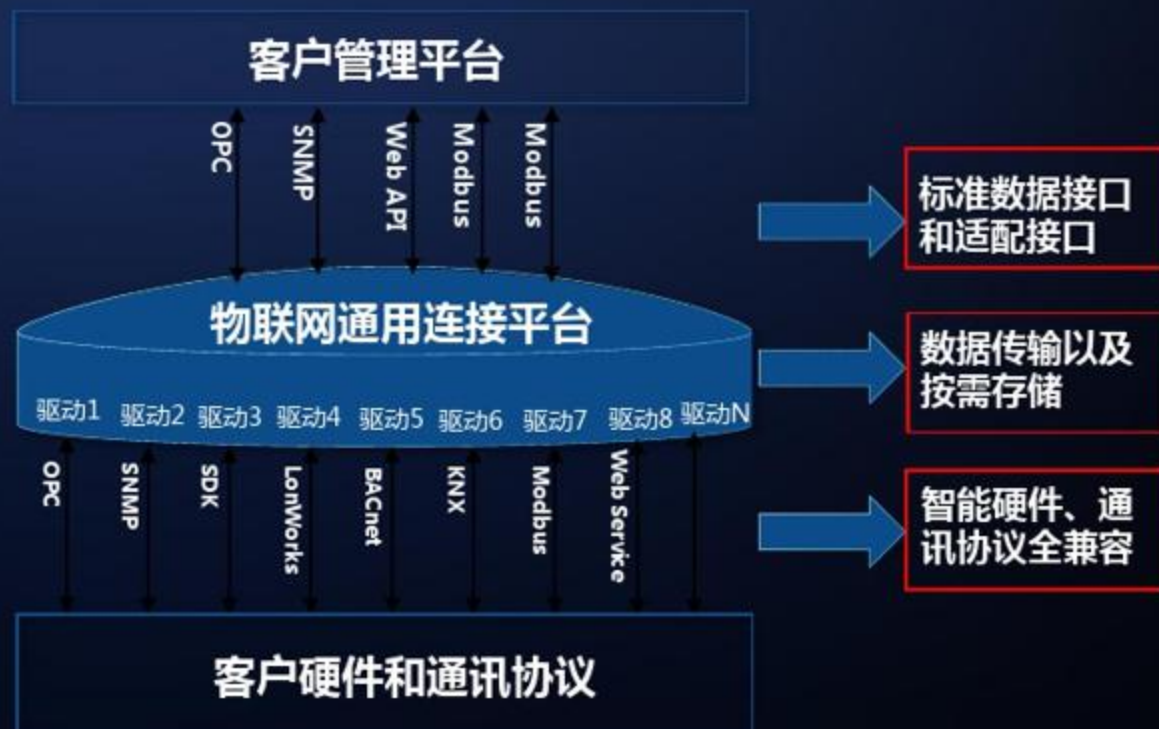 客户管理平台
OPC
SNMP
Web API
Modbus
Modbus
标准数据接口
和适配接口
物联网通用连接平台
数据传输以及
按需存储
驱动1
驱动2
驱动3
驱动4
驱动5
驱动6
驱动7
驱动8
驱动N
OPC
SNMP
SDK
LonWorks
BACnet
KNX
Modbus
Web Service
智能硬件、通
讯协议全兼容
客户硬件和通讯协议